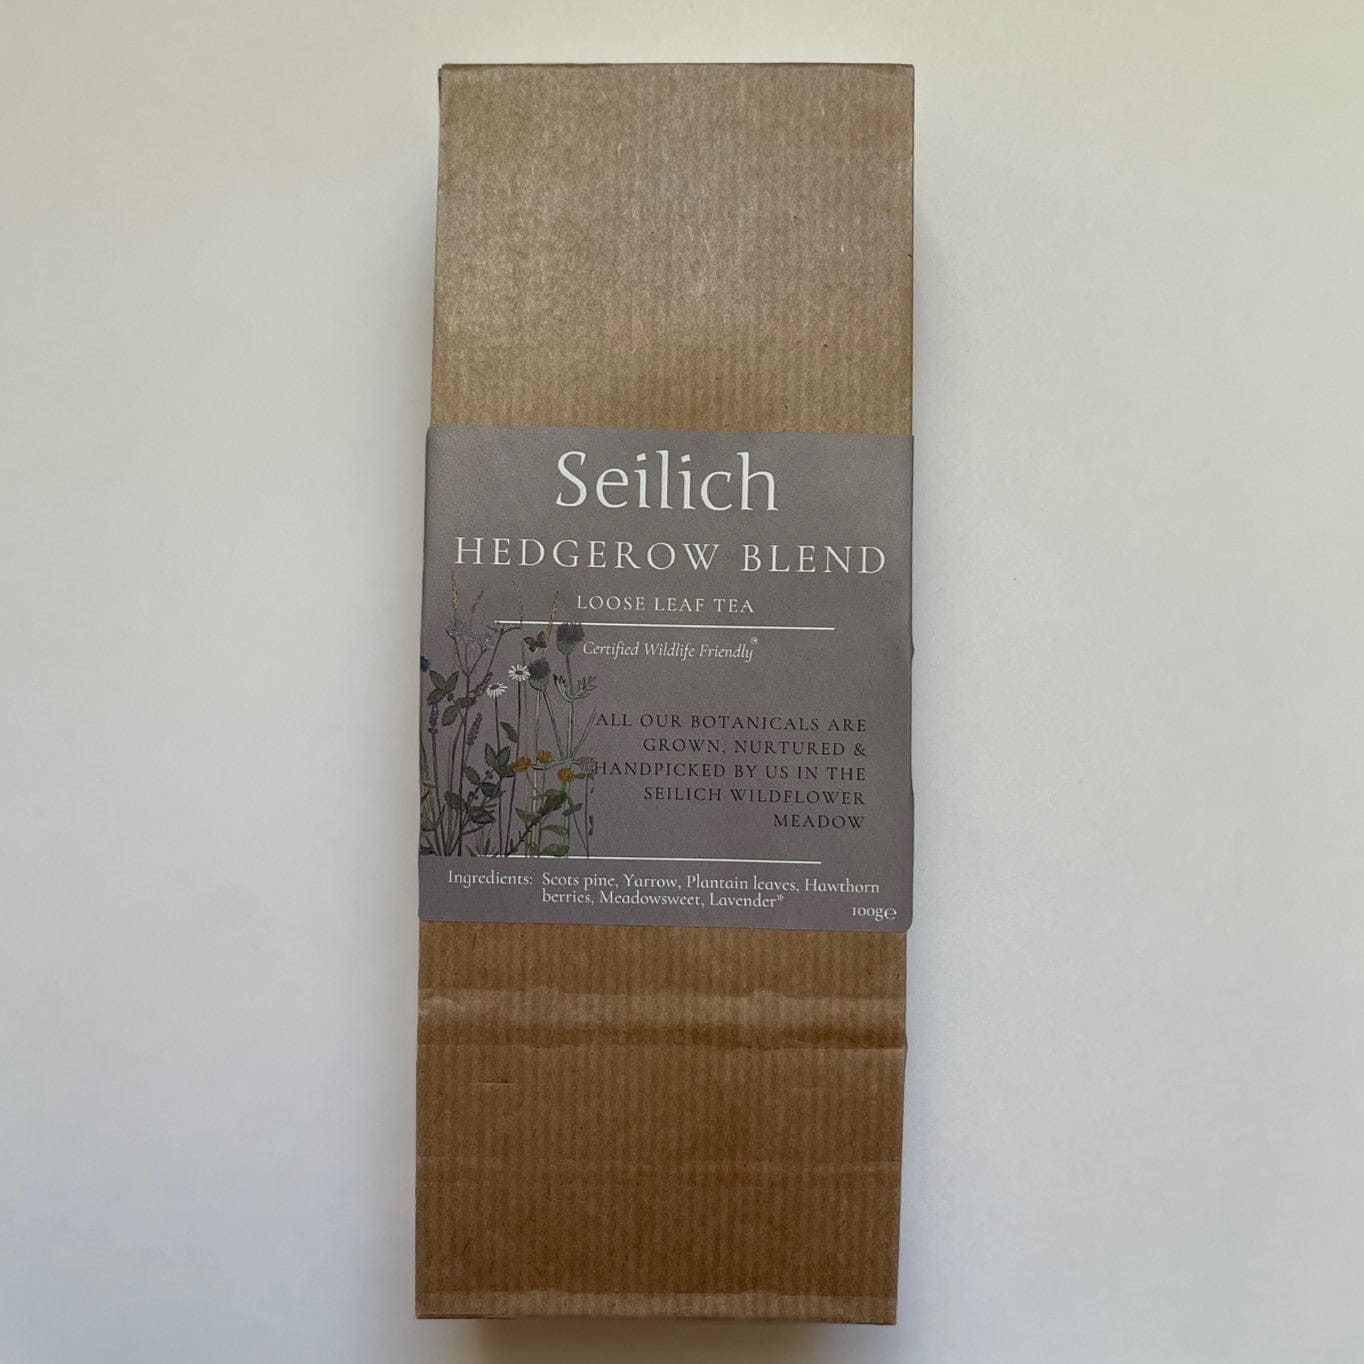 Seilich
HEDGEROW BLEND
LOOSE LEAF TEA
Certified Wildlife Friendly®
ALL OUR BOTANICALS ARE
GROWN, NURTURED &
HANDPICKED BY US IN THE
SEILICH WILDFLOWER
MEADOW
Ingredients: Scots pine, Yarrow, Plantain leaves, Hawthorn
berries, Meadowsweet, Lavender*
100g℮